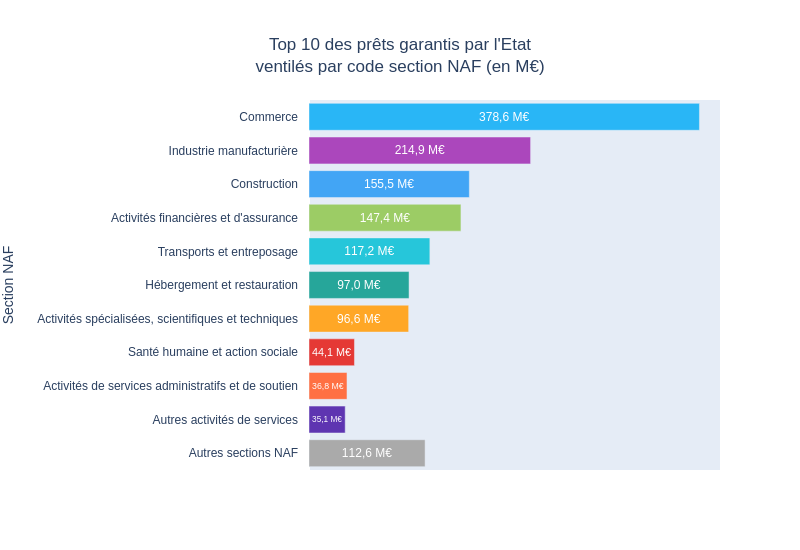 Top 10 des prêts garantis par l'Etat
ventilés par code section NAF (en M€)
Section NAF
Commerce 378,6 M€
Industrie manufacturière 214,9 M€
Construction 155,5 M€
Activités financières et d'assurance 147,4 M€
Transports et entreposage 117,2 M€
Hébergement et restauration 97,0 M€
Activités spécialisées, scientifiques et techniques 96,6 M€
Santé humaine et action sociale 44,1 M€
Activités de services administratifs et de soutien 36,8 M€
Autres activités de services 35,1 M€
Autres sections NAF 112,6 M€